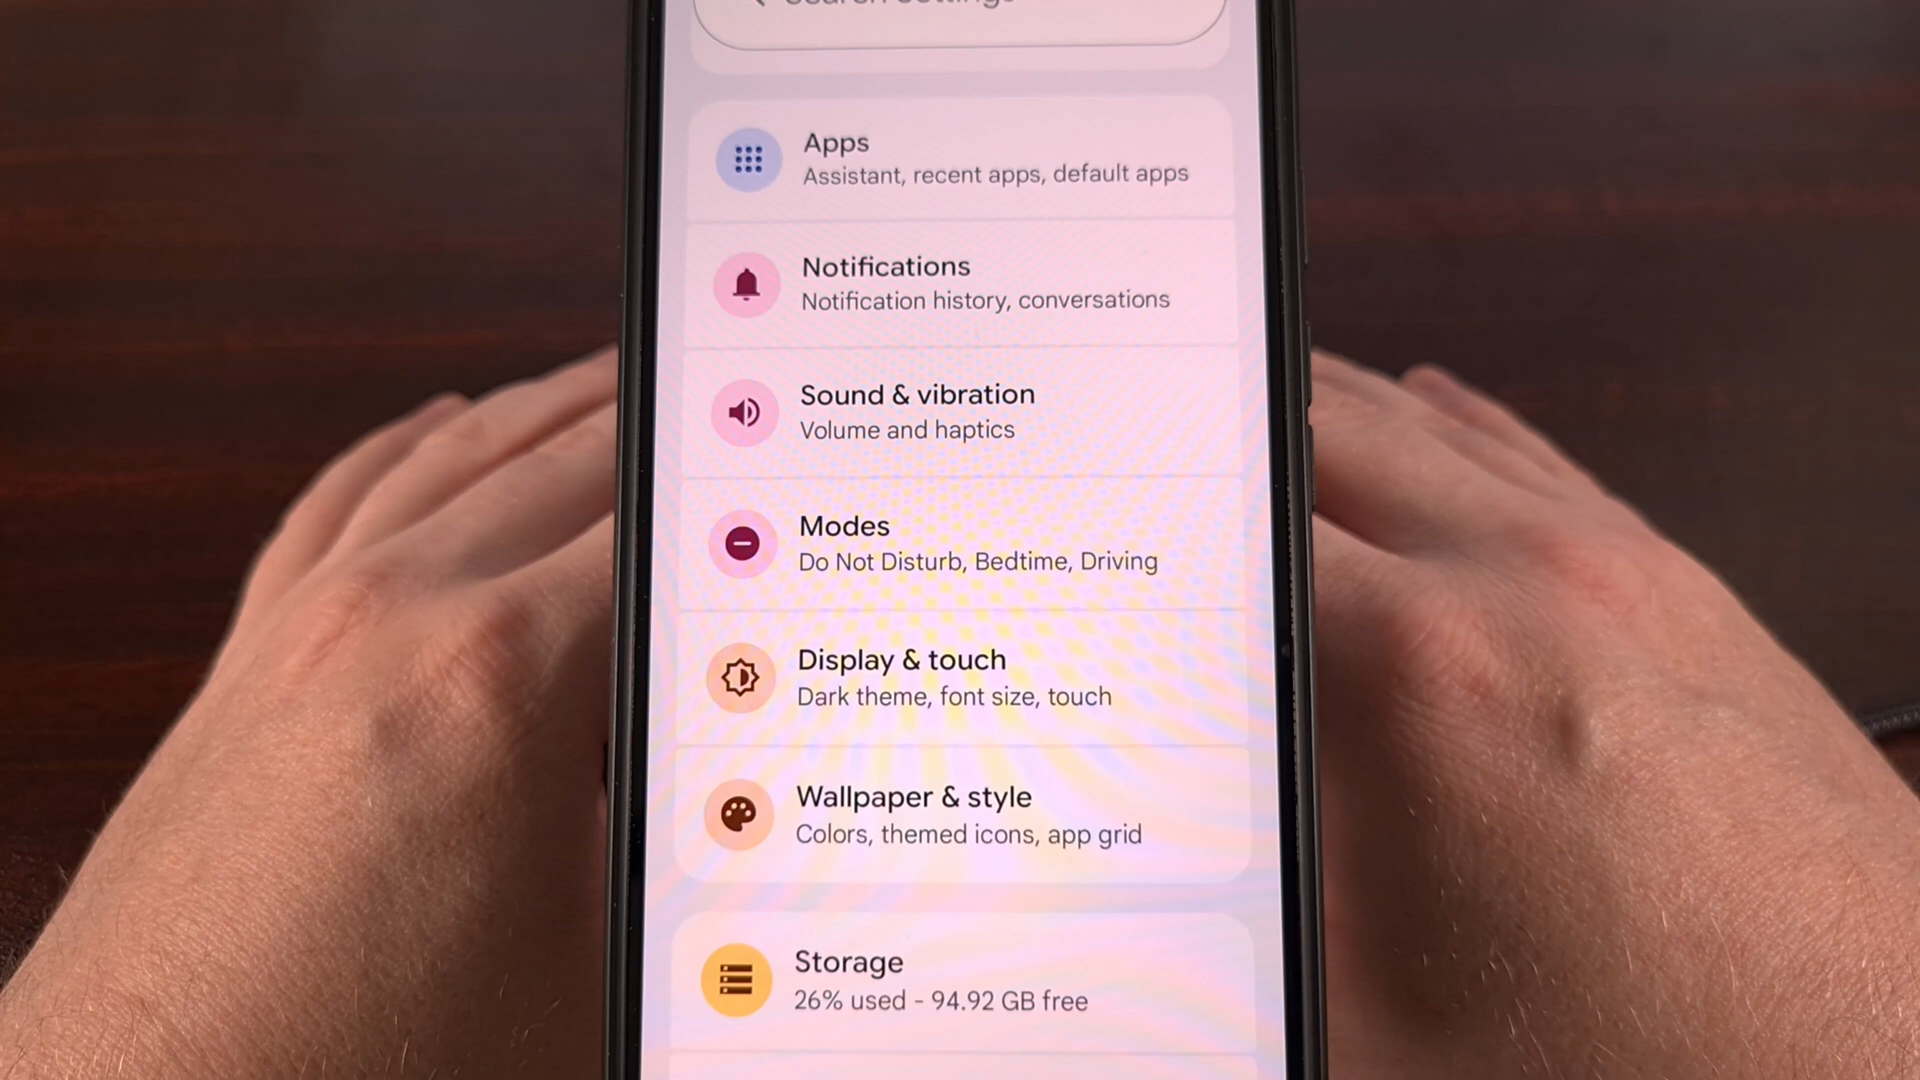 Search Settings
Apps
Assistant, recent apps, default apps
Notifications
Notification history, conversations
Sound & vibration
Volume and haptics
Modes
Do Not Disturb, Bedtime, Driving
Display & touch
Dark theme, font size, touch
Wallpaper & style
Colors, themed icons, app grid
Storage
26% used - 94.92 GB free